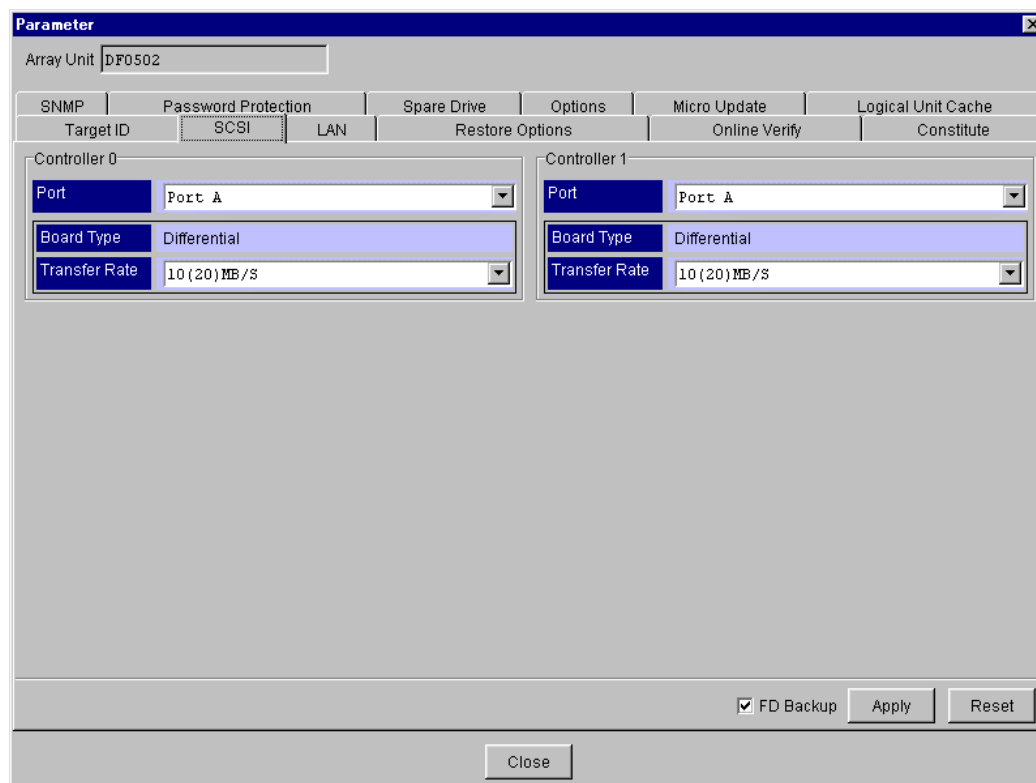 Parameter
Array Unit DF0502
SNMP Password Protection Spare Drive Options Micro Update Logical Unit Cache
Target ID SCSI LAN Restore Options Online Verify Constitute
Controller 0
Port Port A
Board Type Differential
Transfer Rate 10(20)MB/S
Controller 1
Port Port A
Board Type Differential
Transfer Rate 10(20)MB/S
FD Backup Apply Reset
Close